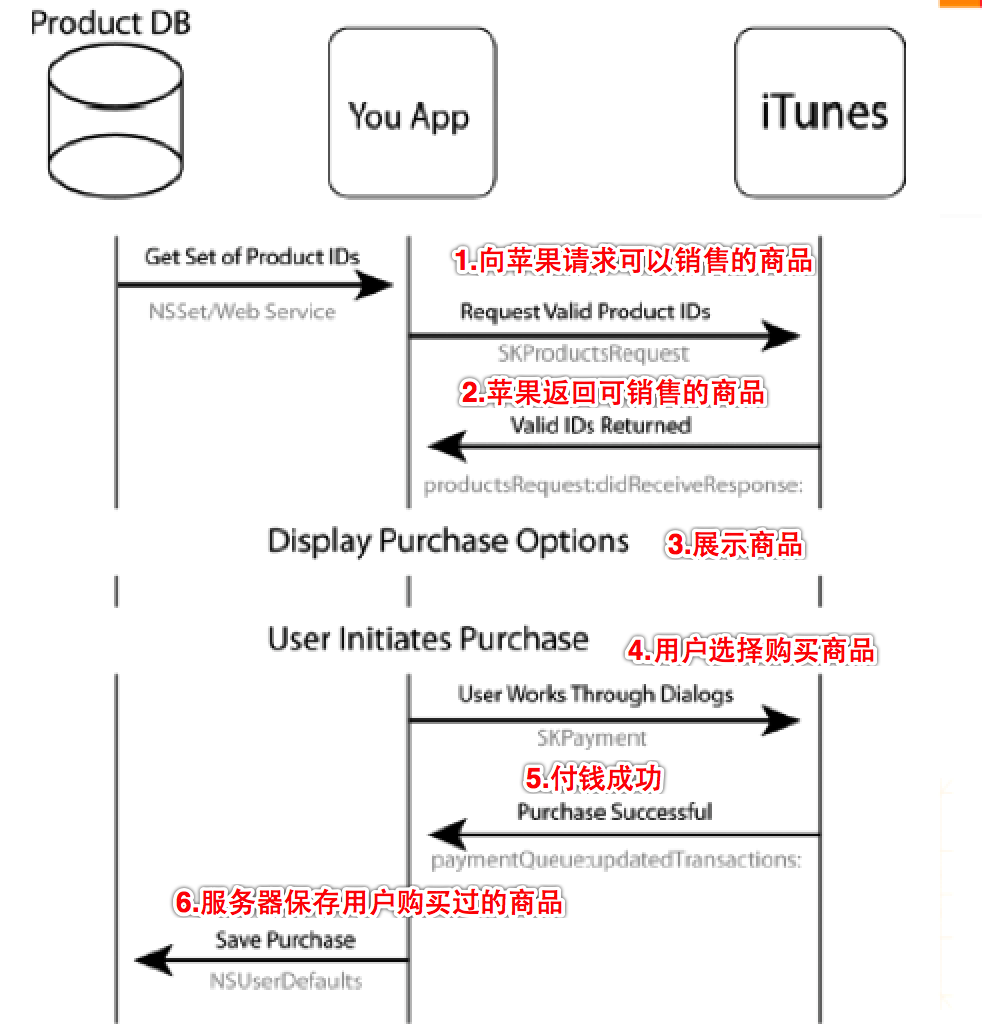 Product DB
You App
iTunes
Get Set of Product IDs
1.向苹果请求可以销售的商品
NSSet/Web Service
Request Valid Product IDs
SKProductsRequest
2.苹果返回可销售的商品
Valid IDs Returned
productsRequest:didReceiveResponse:
Display Purchase Options
3.展示商品
User Initiates Purchase
4.用户选择购买商品
User Works Through Dialogs
SKPayment
5.付钱成功
Purchase Successful
paymentQueue:updatedTransactions:
6.服务器保存用户购买过的商品
Save Purchase
NSUserDefaults